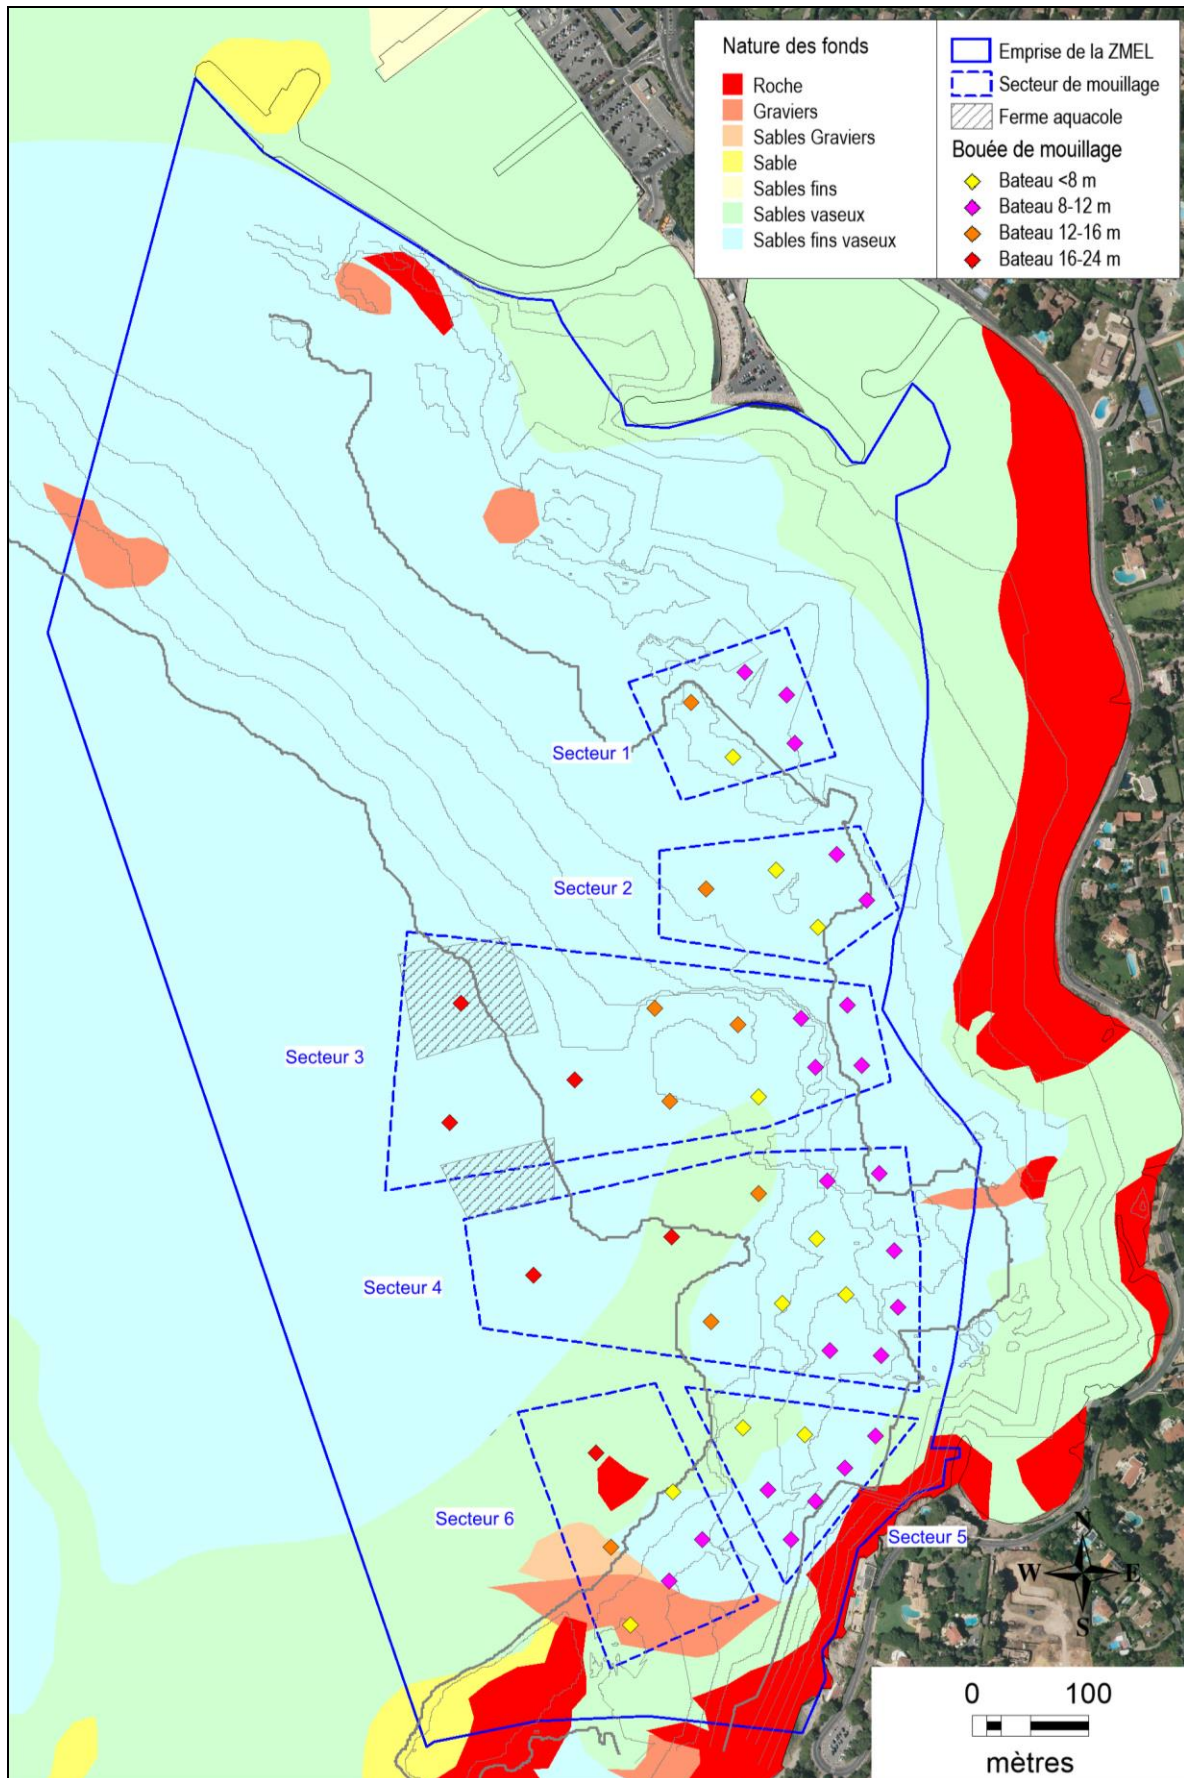 Nature des fonds
Roche
Graviers
Sables Graviers
Sable
Sables fins
Sables vaseux
Sables fins vaseux
Emprise de la ZMEL
Secteur de mouillage
Ferme aquacole
Bouée de mouillage
Bateau <8 m
Bateau 8-12 m
Bateau 12-16 m
Bateau 16-24 m
Secteur 1
Secteur 2
Secteur 3
Secteur 4
Secteur 6
Secteur 5
N
W E
S
0 100
mètres